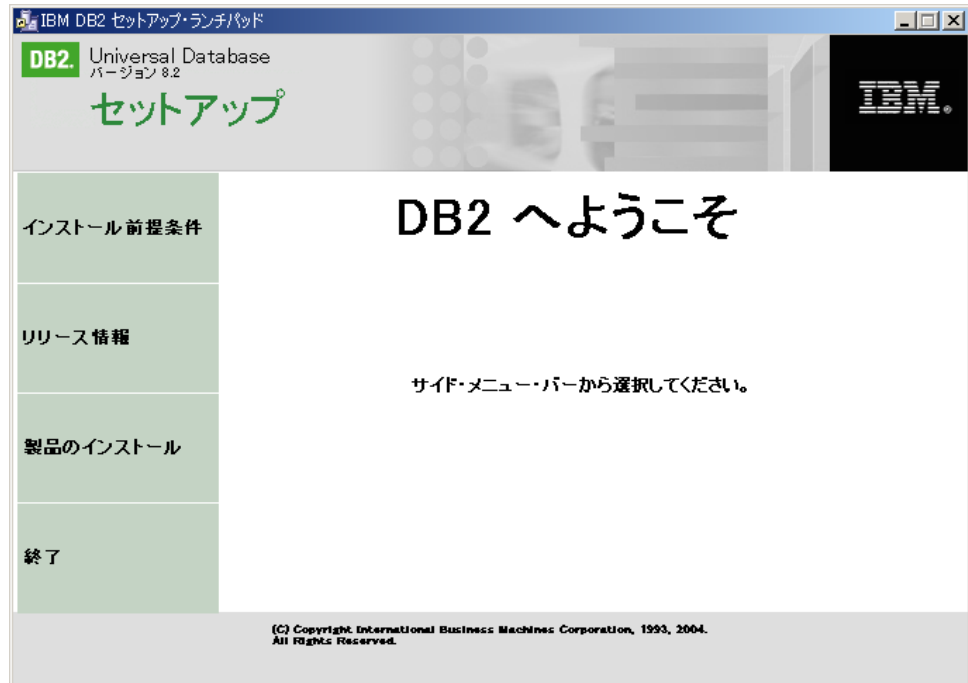 IBM DB2 セットアップ・ランチパッド
DB2. Universal Database
バージョン 8.2
セットアップ
IBM.
インストール前提条件
リリース情報
製品のインストール
終了
DB2 へようこそ
サイド・メニュー・バーから選択してください。
(C) Copyright International Business Machines Corporation, 1993, 2004.
All Rights Reserved.